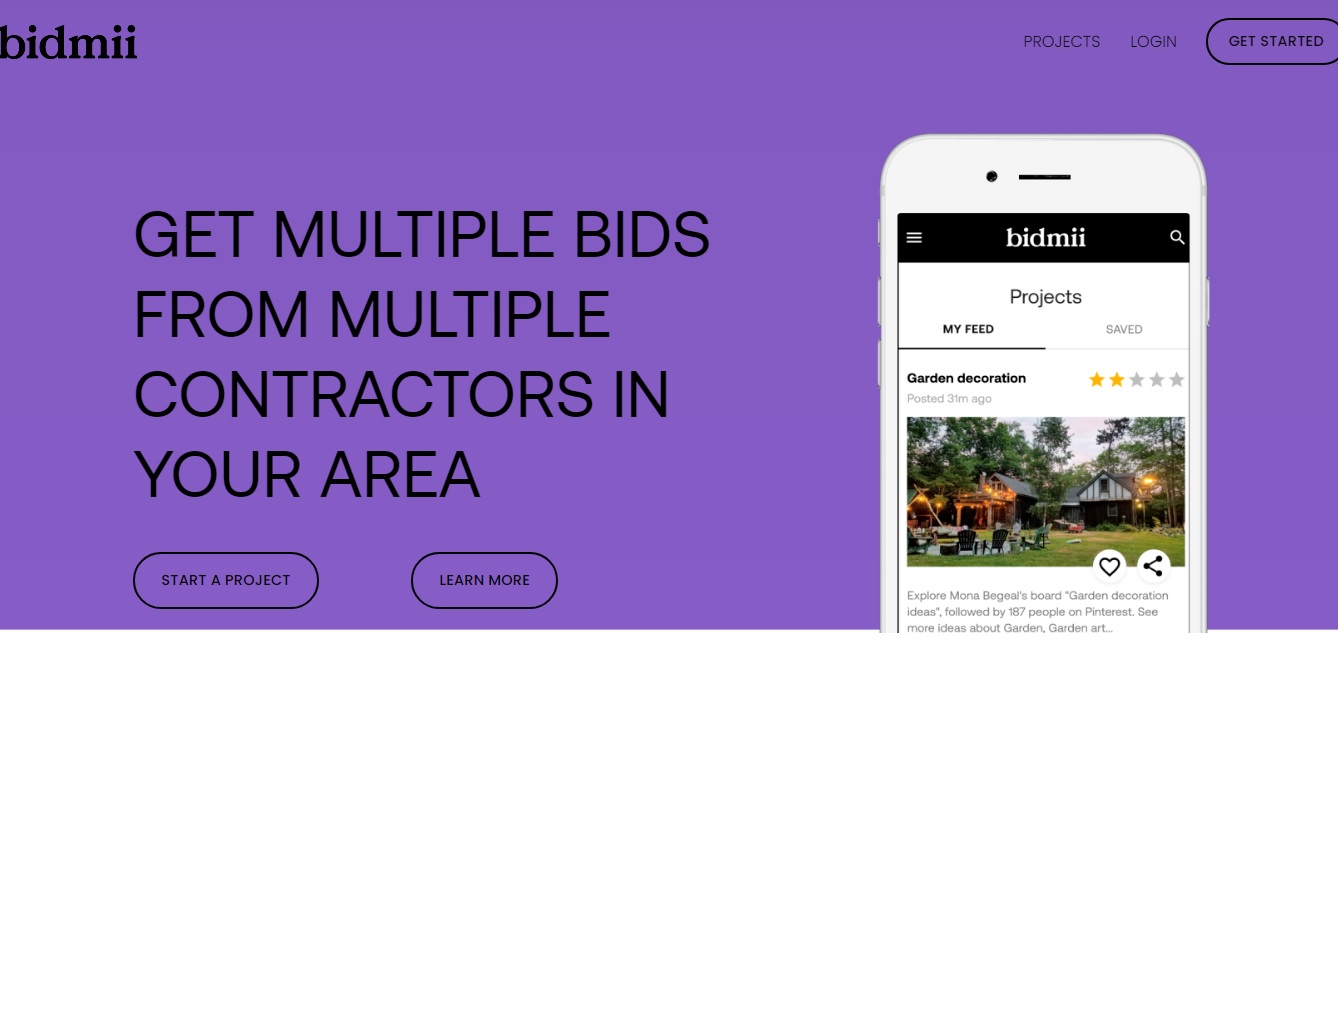 bidmii
PROJECTS
LOGIN
GET STARTED
GET MULTIPLE BIDS
FROM MULTIPLE
CONTRACTORS IN
YOUR AREA
START A PROJECT
LEARN MORE
bidmii
Projects
MY FEED
SAVED
Garden decoration
Posted 31m ago
Explore Mona Begeal's board "Garden decoration
ideas", followed by 187 people on Pinterest. See
more ideas about Garden, Garden art...